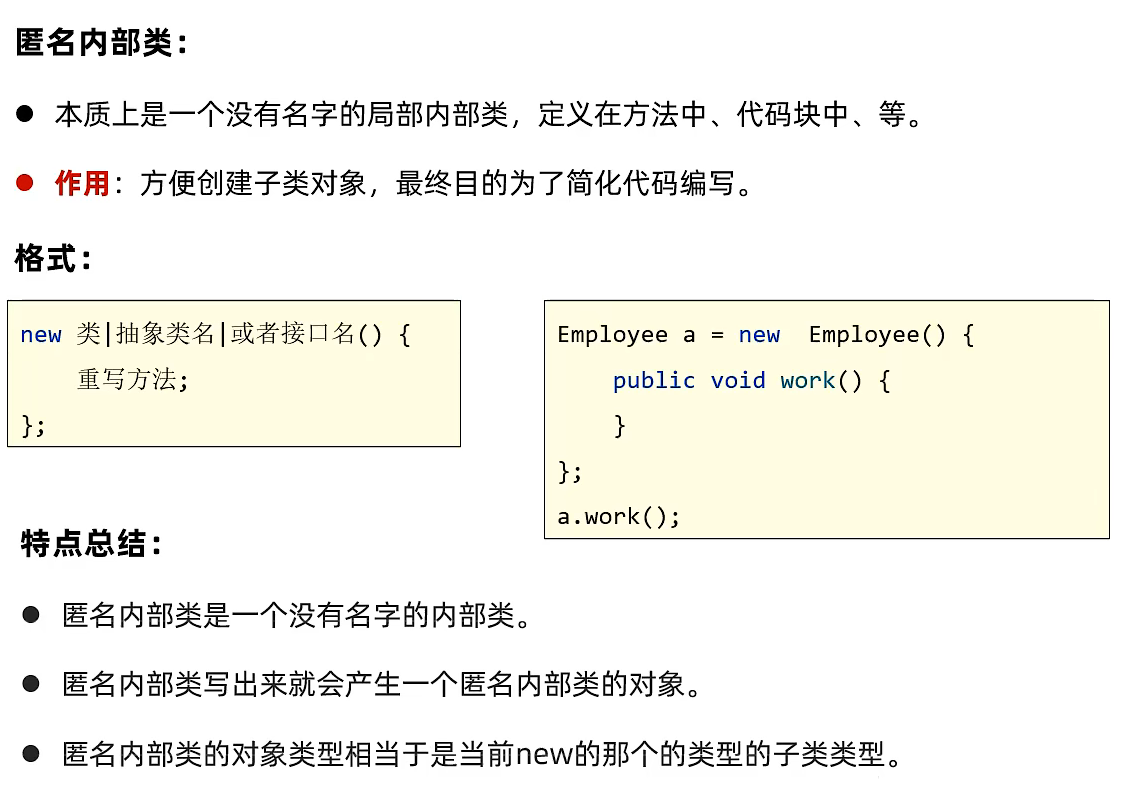 匿名内部类：
● 本质上是一个没有名字的局部内部类，定义在方法中、代码块中、等。
● 作用：方便创建子类对象，最终目的为了简化代码编写。
格式：
new 类|抽象类名|或者接口名() {
重写方法;
};
Employee a = new  Employee() {
public void work() {
}
};
a.work();
特点总结：
● 匿名内部类是一个没有名字的内部类。
● 匿名内部类写出来就会产生一个匿名内部类的对象。
● 匿名内部类的对象类型相当于是当前new的那个的类型的子类类型。